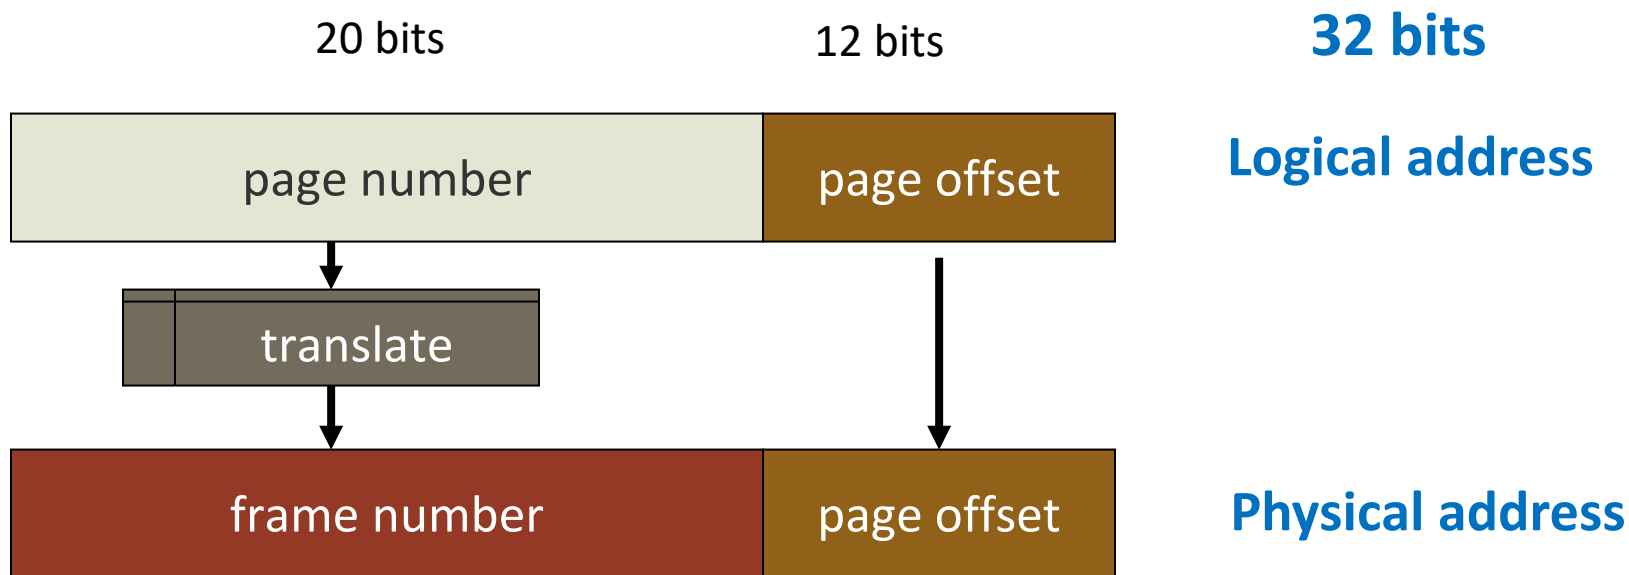 20 bits
12 bits
32 bits
page number
page offset
Logical address
translate
frame number
page offset
Physical address